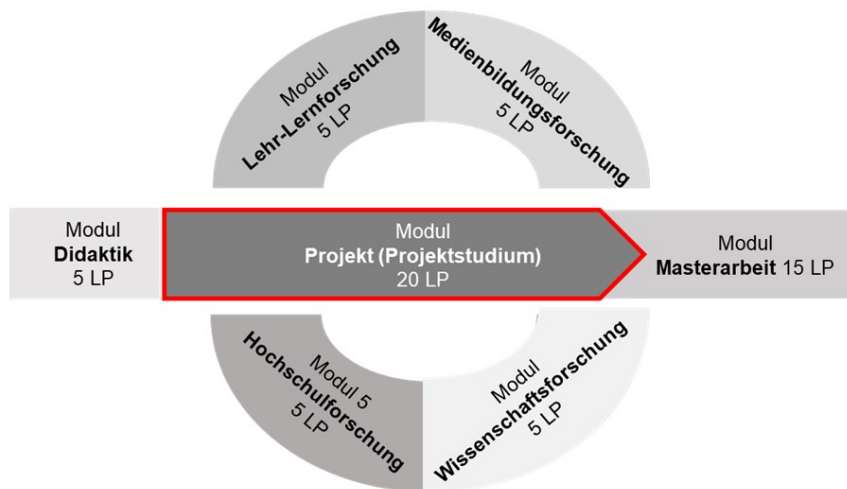 Modul
Lehr-Lernforschung
5 LP
Modul
Medienbildungsforschung
5 LP
Modul
Didaktik
5 LP
Modul
Projekt (Projektstudium)
20 LP
Modul
Masterarbeit 15 LP
Modul 5
Hochschulforschung
5 LP
Modul
Wissenschaftsforschung
5 LP